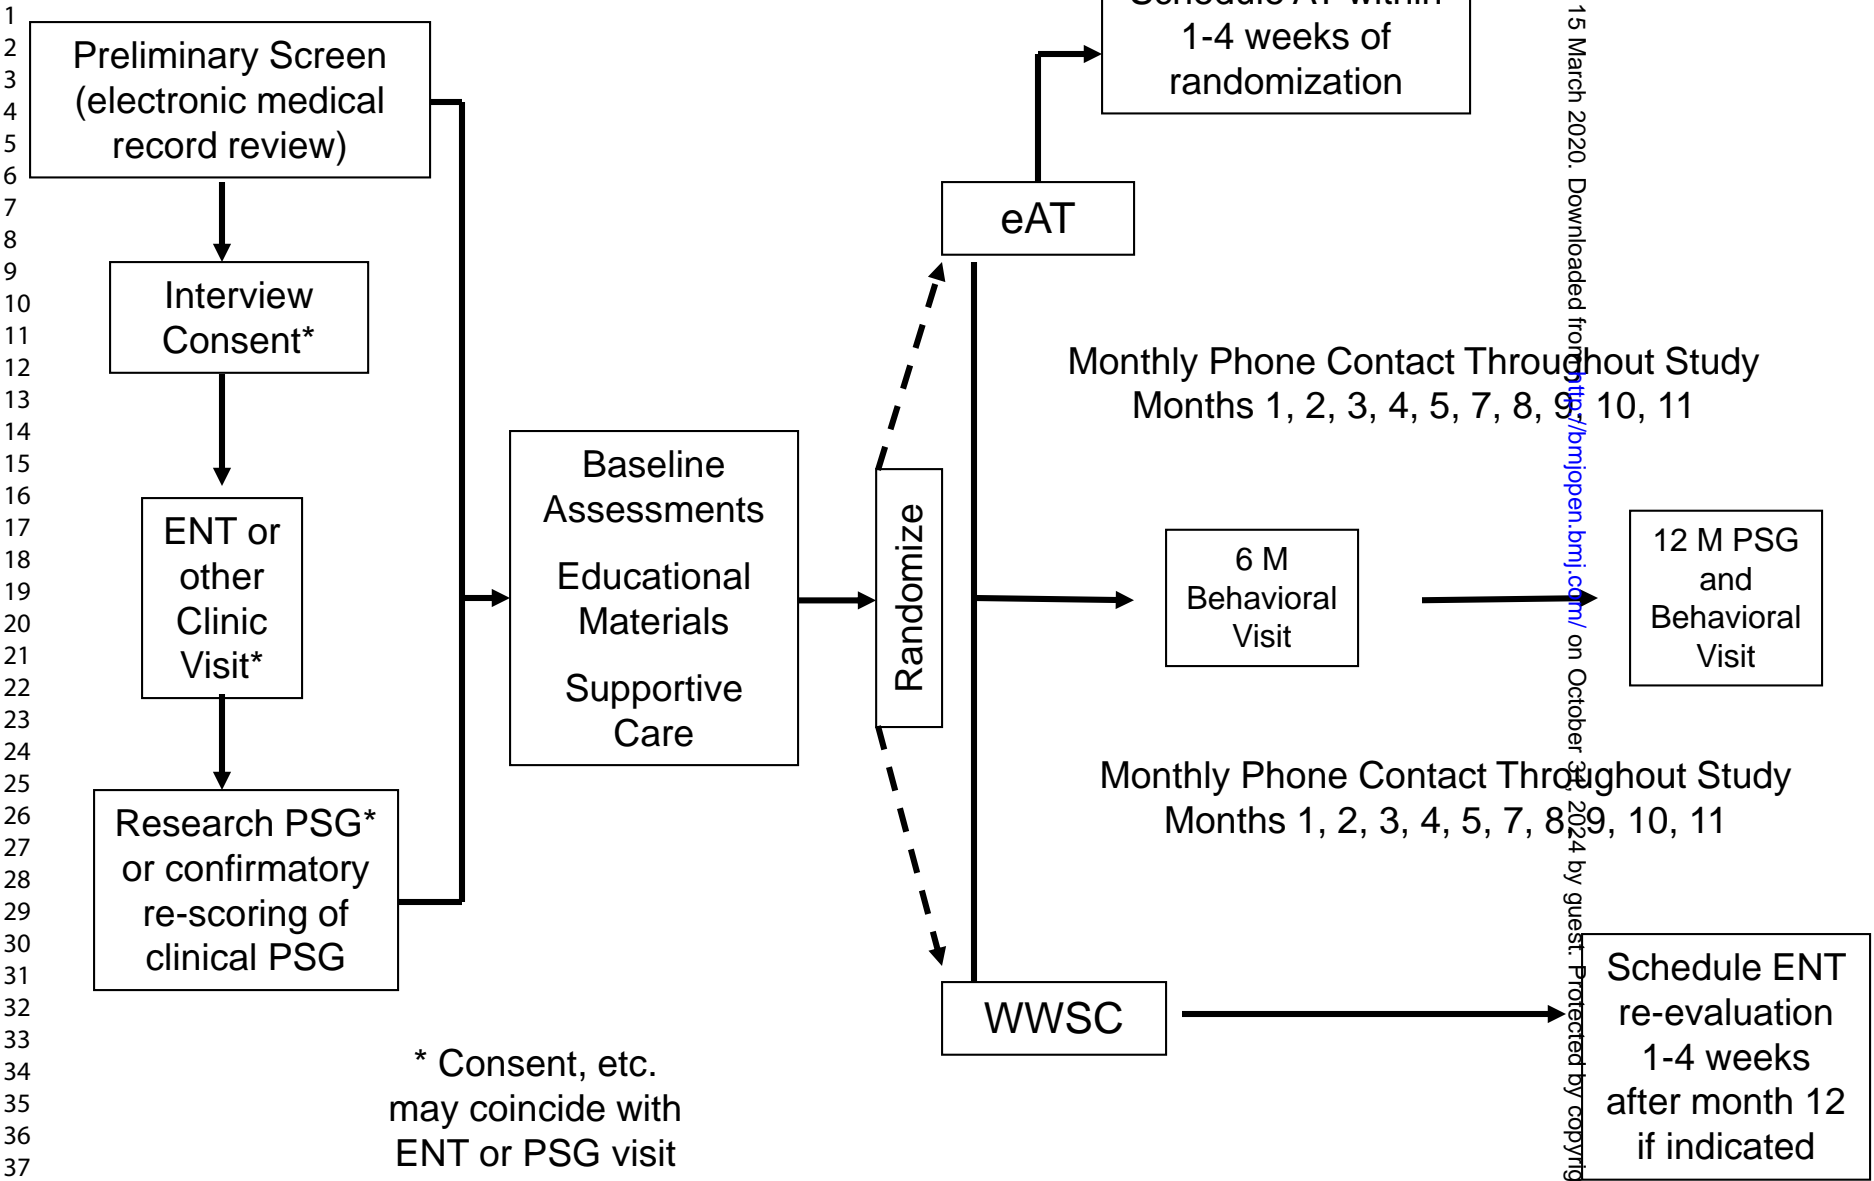 1
2
3
4
5
6
7
8
9
10
11
12
13
14
15
16
17
18
19
20
21
22
23
24
25
26
27
28
29
30
31
32
33
34
35
36
37
Preliminary Screen
(electronic medical
record review)
Interview
Consent*
ENT or
other
Clinic
Visit*
Research PSG*
or confirmatory
re-scoring of
clinical PSG
* Consent, etc.
may coincide with
ENT or PSG visit
Baseline
Assessments
Educational
Materials
Supportive
Care
Randomize
eAT
Schedule AT within
1-4 weeks of
randomization
Monthly Phone Contact Throughout Study
Months 1, 2, 3, 4, 5, 7, 8, 9, 10, 11
6 M
Behavioral
Visit
12 M PSG
and
Behavioral
Visit
Monthly Phone Contact Throughout Study
Months 1, 2, 3, 4, 5, 7, 8, 9, 10, 11
WWSC
Schedule ENT
re-evaluation
1-4 weeks
after month 12
if indicated
15 March 2020. Downloaded from http://bmjopen.bmj.com/ on October 31, 2024 by guest. Protected by